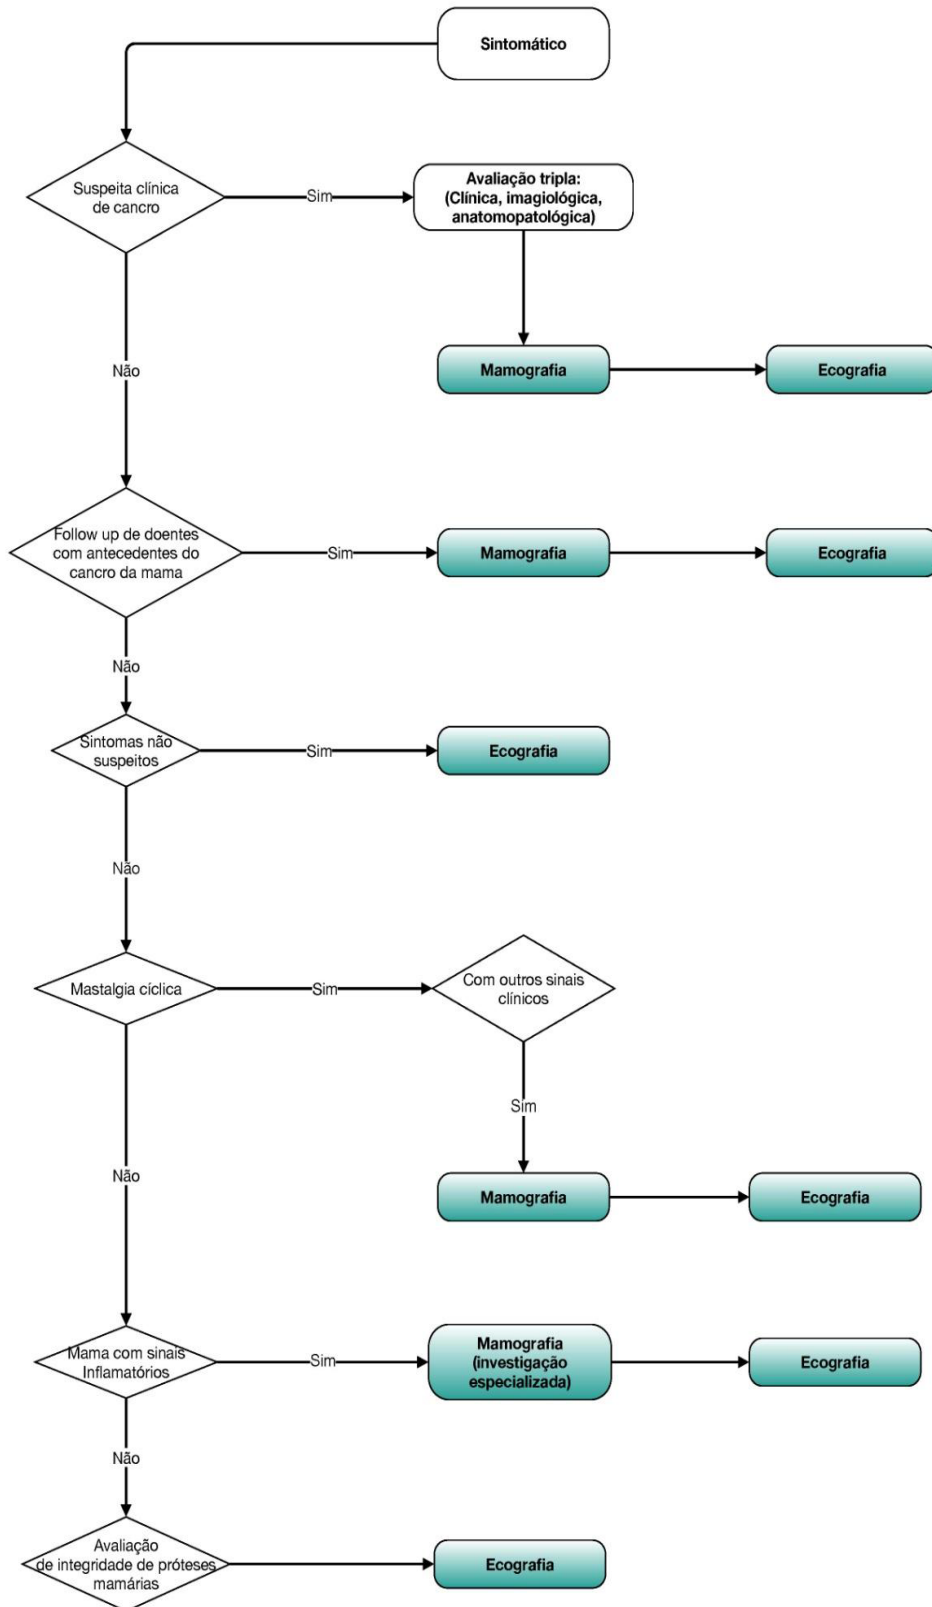 Sintomático
Suspeita clínica
de cancro
Sim
Avaliação tripla:
(Clínica, imagiológica,
anatomopatológica)
Não
Mamografia
Ecografia
Follow up de doentes
com antecedentes do
cancro da mama
Sim
Mamografia
Ecografia
Não
Sintomas não
suspeitos
Sim
Ecografia
Não
Mastalgia cíclica
Sim
Com outros sinais
clínicos
Sim
Não
Mamografia
Ecografia
Mama com sinais
Inflamatórios
Sim
Mamografia
(investigação
especializada)
Ecografia
Não
Avaliação
de integridade de próteses
mamárias
Ecografia